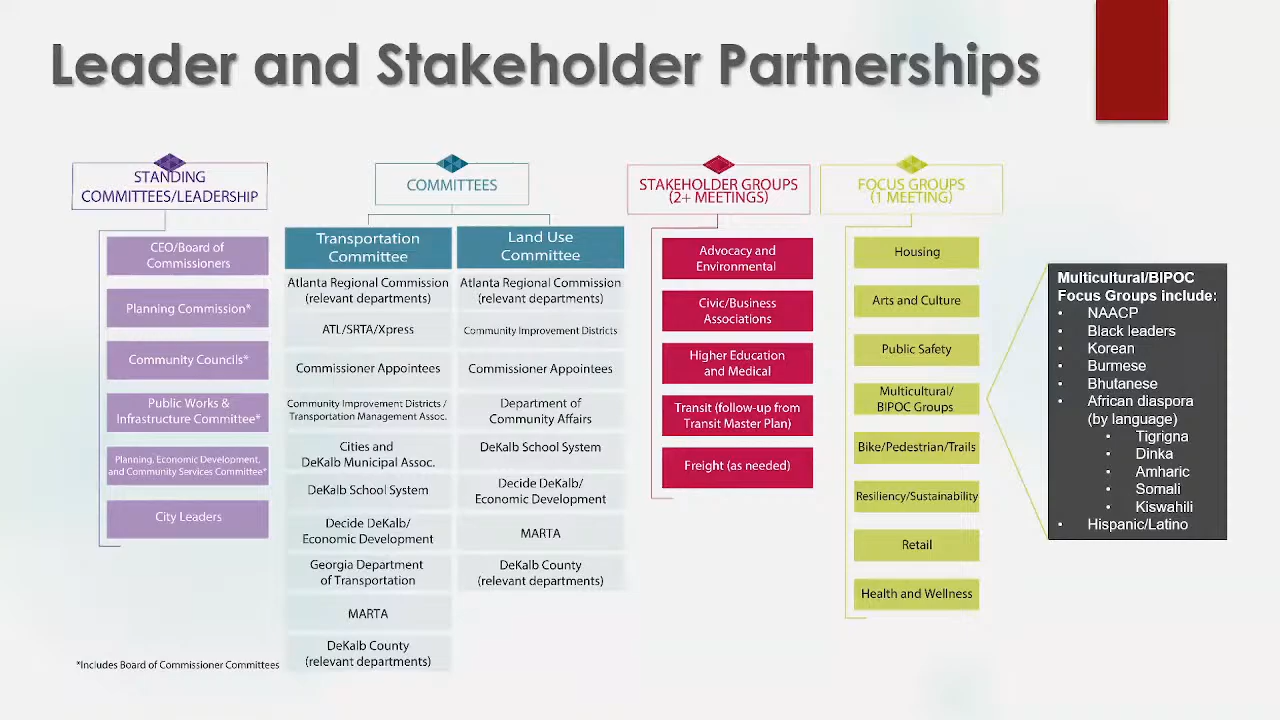 Leader and Stakeholder Partnerships
STANDING
COMMITTEES/LEADERSHIP
CEO/Board of
Commissioners
Planning Commission*
Community Councils*
Public Works &
Infrastructure Committee*
Planning, Economic Development,
and Community Services Committee*
City Leaders
*Includes Board of Commissioner Committees
COMMITTEES
Transportation
Committee
Atlanta Regional Commission
(relevant departments)
ATL/SRTA/Xpress
Commissioner Appointees
Community Improvement Districts /
Transportation Management Assoc.
Cities and
DeKalb Municipal Assoc.
DeKalb School System
Decide DeKalb/
Economic Development
Georgia Department
of Transportation
MARTA
DeKalb County
(relevant departments)
Land Use
Committee
Atlanta Regional Commission
(relevant departments)
Community Improvement Districts
Commissioner Appointees
Department of
Community Affairs
DeKalb School System
Decide DeKalb/
Economic Development
MARTA
DeKalb County
(relevant departments)
STAKEHOLDER GROUPS
(2+ MEETINGS)
Advocacy and
Environmental
Civic/Business
Associations
Higher Education
and Medical
Transit (follow-up from
Transit Master Plan)
Freight (as needed)
FOCUS GROUPS
(1 MEETING)
Housing
Arts and Culture
Public Safety
Multicultural/
BIPOC Groups
Bike/Pedestrian/Trails
Resiliency/Sustainability
Retail
Health and Wellness
Multicultural/BIPOC
Focus Groups include:
• NAACP
• Black leaders
• Korean
• Burmese
• Bhutanese
• African diaspora
(by language)
• Tigrigna
• Dinka
• Amharic
• Somali
• Kiswahili
• Hispanic/Latino